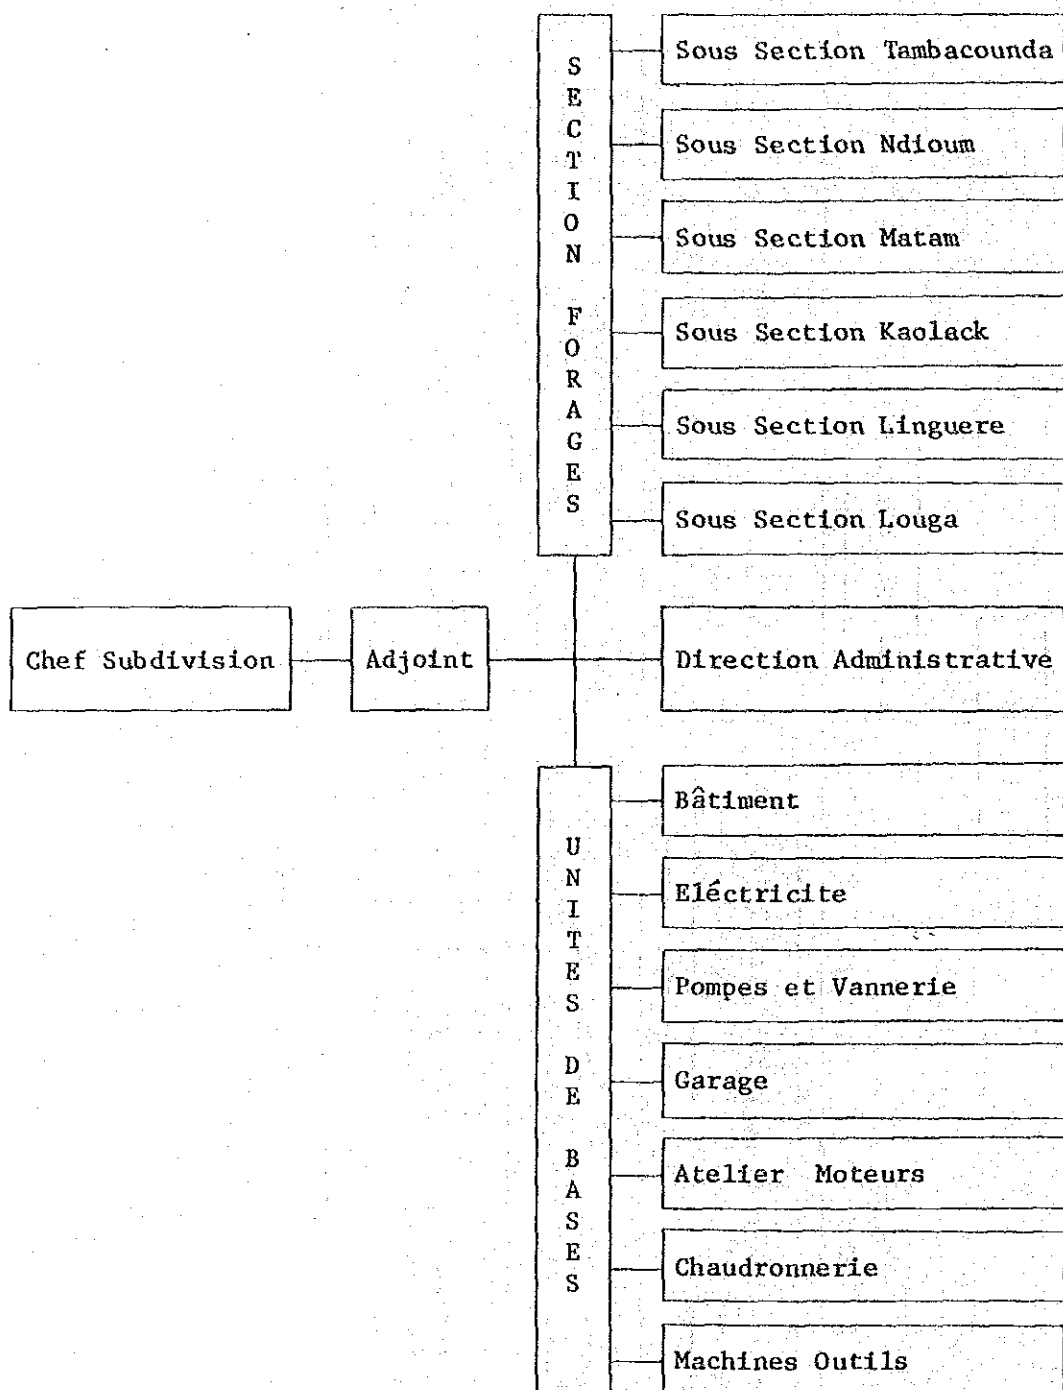 SECTION FORAGES
Sous Section Tambacounda
Sous Section Ndioum
Sous Section Matam
Sous Section Kaolack
Sous Section Linguere
Sous Section Louga
Chef Subdivision
Adjoint
Direction Administrative
UNITES DE BASES
Bâtiment
Eléctricite
Pompes et Vannerie
Garage
Atelier Moteurs
Chaudronnerie
Machines Outils